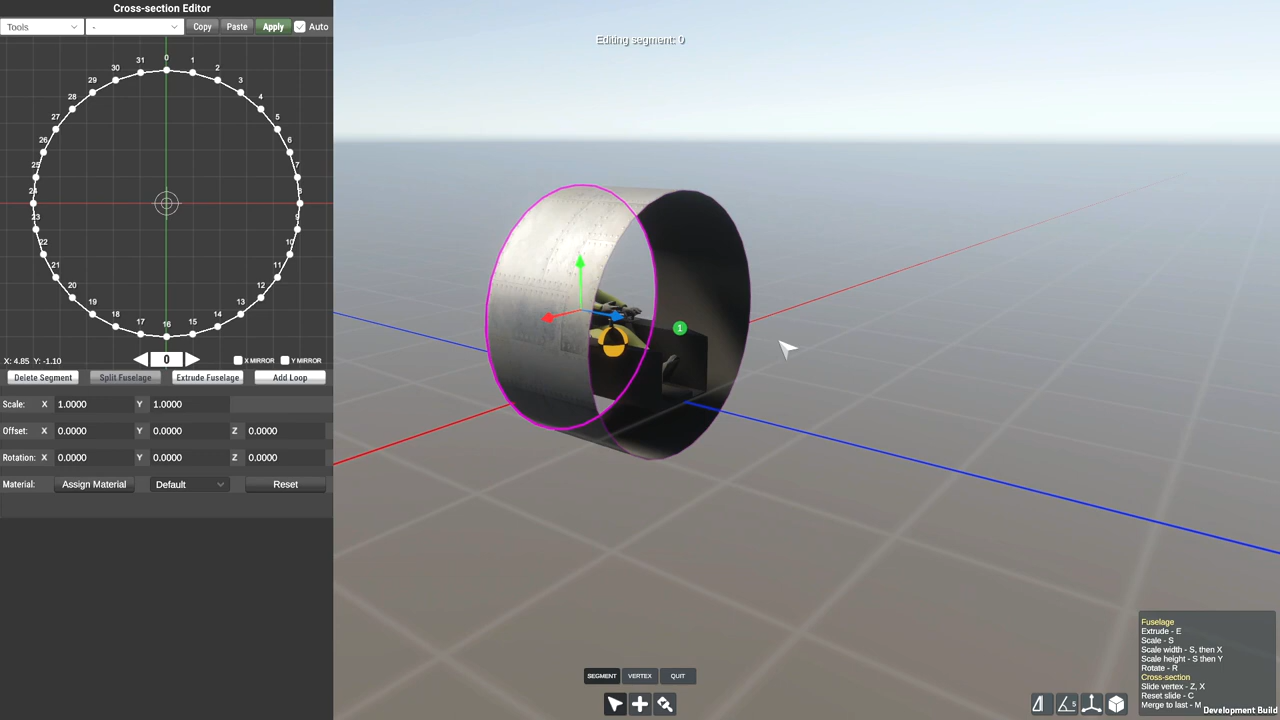 Cross-section Editor
Tools - Copy Paste Apply Auto
Editing segment: 0
0
31 1
30 2
29 3
28 4
27 5
26 6
25 7
24 8
23 9
22 10
21 11
20 12
19 13
18 14
17 15
16
X: 4.85 Y: -1.10 0 X MIRROR Y MIRROR
Delete Segment Split Fuselage Extrude Fuselage Add Loop
Scale: X 1.0000 Y 1.0000
Offset: X 0.0000 Y 0.0000 Z 0.0000
Rotation: X 0.0000 Y 0.0000 Z 0.0000
Material: Assign Material Default Reset
1
SEGMENT VERTEX QUIT
5
Fuselage
Extrude - E
Scale - S
Scale width - S, then X
Scale height - S then Y
Rotate - R
Cross-section
Slide vertex - Z, X
Reset slide - C
Merge to last - M
Development Build